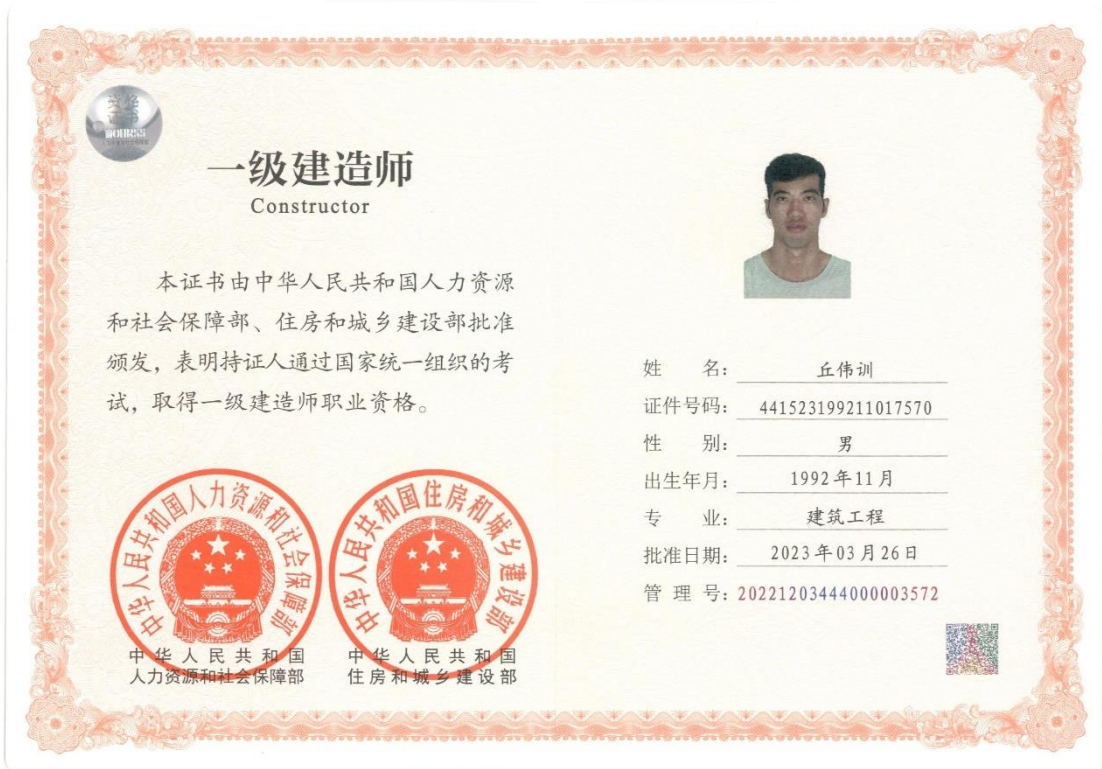 一级建造师
Constructor
本证书由中华人民共和国人力资源
和社会保障部、住房和城乡建设部批准
颁发，表明持证人通过国家统一组织的考
试，取得一级建造师职业资格。
中华人民共和国人力资源和社会保障部
中华人民共和国住房和城乡建设部
中华人民共和国
人力资源和社会保障部
中华人民共和国
住房和城乡建设部
姓 名：丘伟训
证件号码：441523199211017570
性 别：男
出生年月：1992年11月
专 业：建筑工程
批准日期：2023年03月26日
管 理 号：20221203444000003572